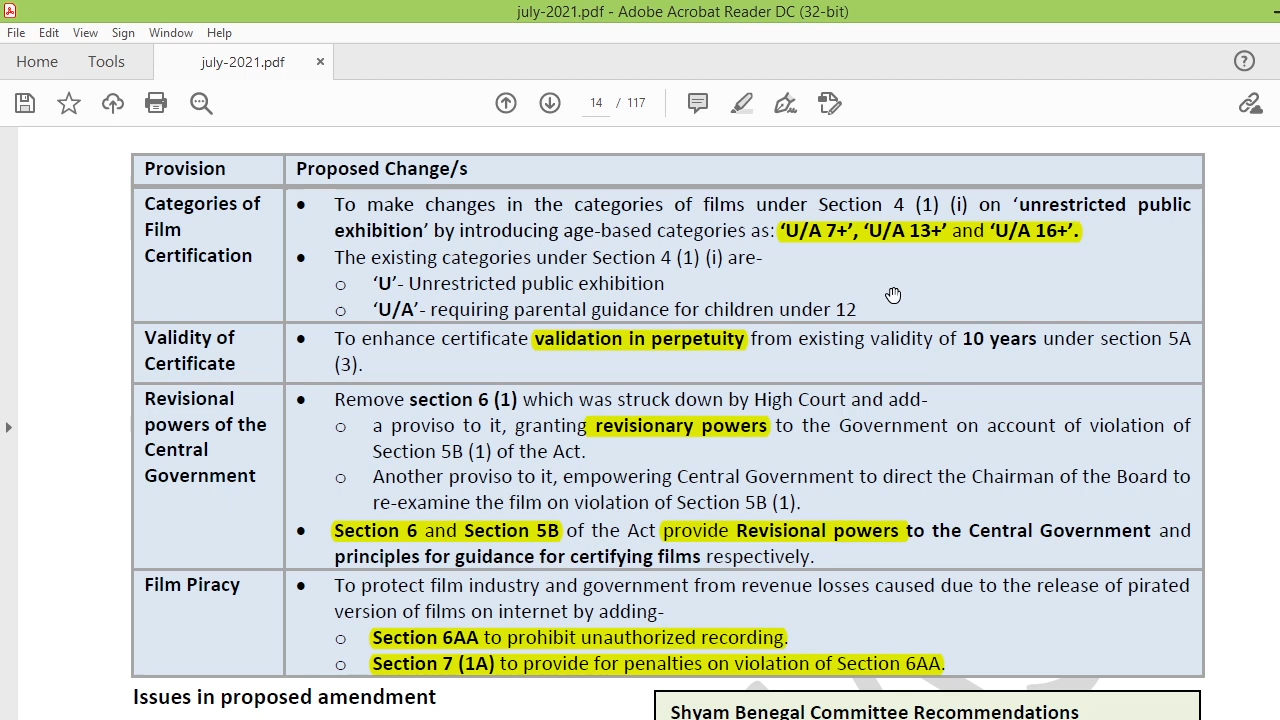 july-2021.pdf - Adobe Acrobat Reader DC (32-bit)
File Edit View Sign Window Help
Home Tools july-2021.pdf ×
14 / 117
Provision Proposed Change/s
Categories of Film Certification
• To make changes in the categories of films under Section 4 (1) (i) on ‘unrestricted public
exhibition’ by introducing age-based categories as: ‘U/A 7+’, ‘U/A 13+’ and ‘U/A 16+’.
• The existing categories under Section 4 (1) (i) are-
o ‘U’- Unrestricted public exhibition
o ‘U/A’- requiring parental guidance for children under 12
Validity of Certificate
• To enhance certificate validation in perpetuity from existing validity of 10 years under section 5A
(3).
Revisional powers of the Central Government
• Remove section 6 (1) which was struck down by High Court and add-
o a proviso to it, granting revisionary powers to the Government on account of violation of
Section 5B (1) of the Act.
o Another proviso to it, empowering Central Government to direct the Chairman of the Board to
re-examine the film on violation of Section 5B (1).
• Section 6 and Section 5B of the Act provide Revisional powers to the Central Government and
principles for guidance for certifying films respectively.
Film Piracy
• To protect film industry and government from revenue losses caused due to the release of pirated
version of films on internet by adding-
o Section 6AA to prohibit unauthorized recording.
o Section 7 (1A) to provide for penalties on violation of Section 6AA.
Issues in proposed amendment
Shyam Benegal Committee Recommendations